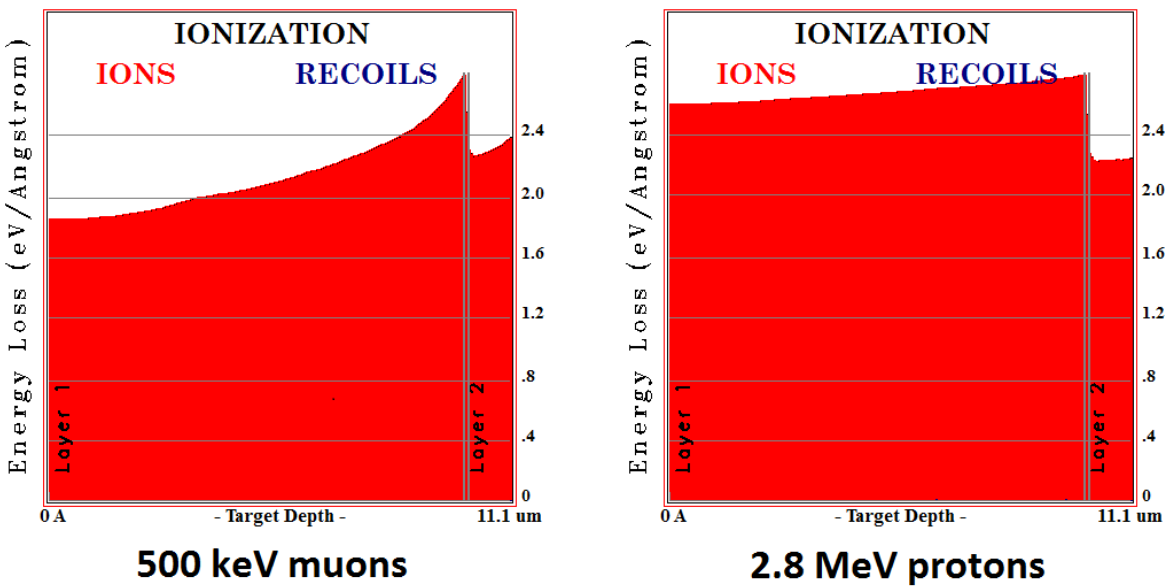 IONIZATION
IONS RECOILS
Energy Loss (eV/Angstrom)
2.4
2.0
1.6
1.2
.8
.4
0
Layer 1
Layer 2
0 A - Target Depth - 11.1 um
500 keV muons
IONIZATION
IONS RECOILS
Energy Loss (eV/Angstrom)
2.4
2.0
1.6
1.2
.8
.4
0
Layer 1
Layer 2
0 A - Target Depth - 11.1 um
2.8 MeV protons